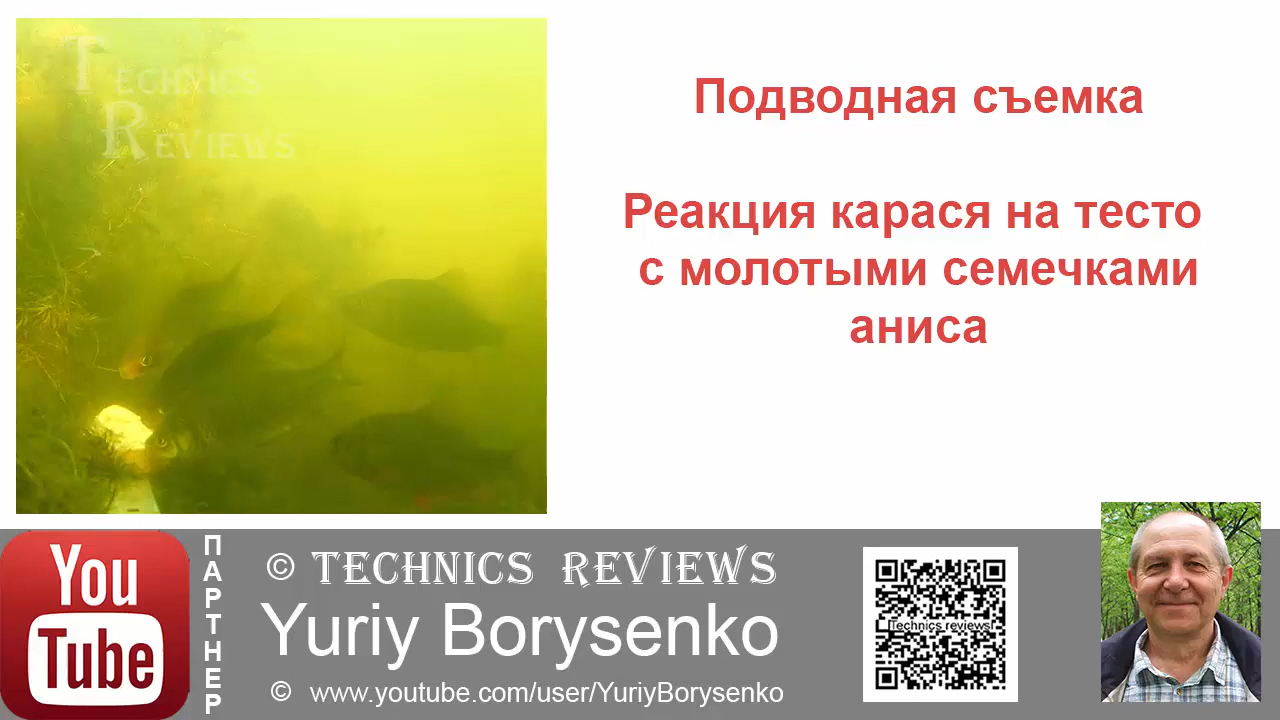 TECHNICS
REVIEWS
Подводная съемка
Реакция карася на тесто
с молотыми семечками
аниса
You
Tube
ПАРТНЕР
© TECHNICS REVIEWS
Yuriy Borysenko
© www.youtube.com/user/YuriyBorysenko
Technics reviews